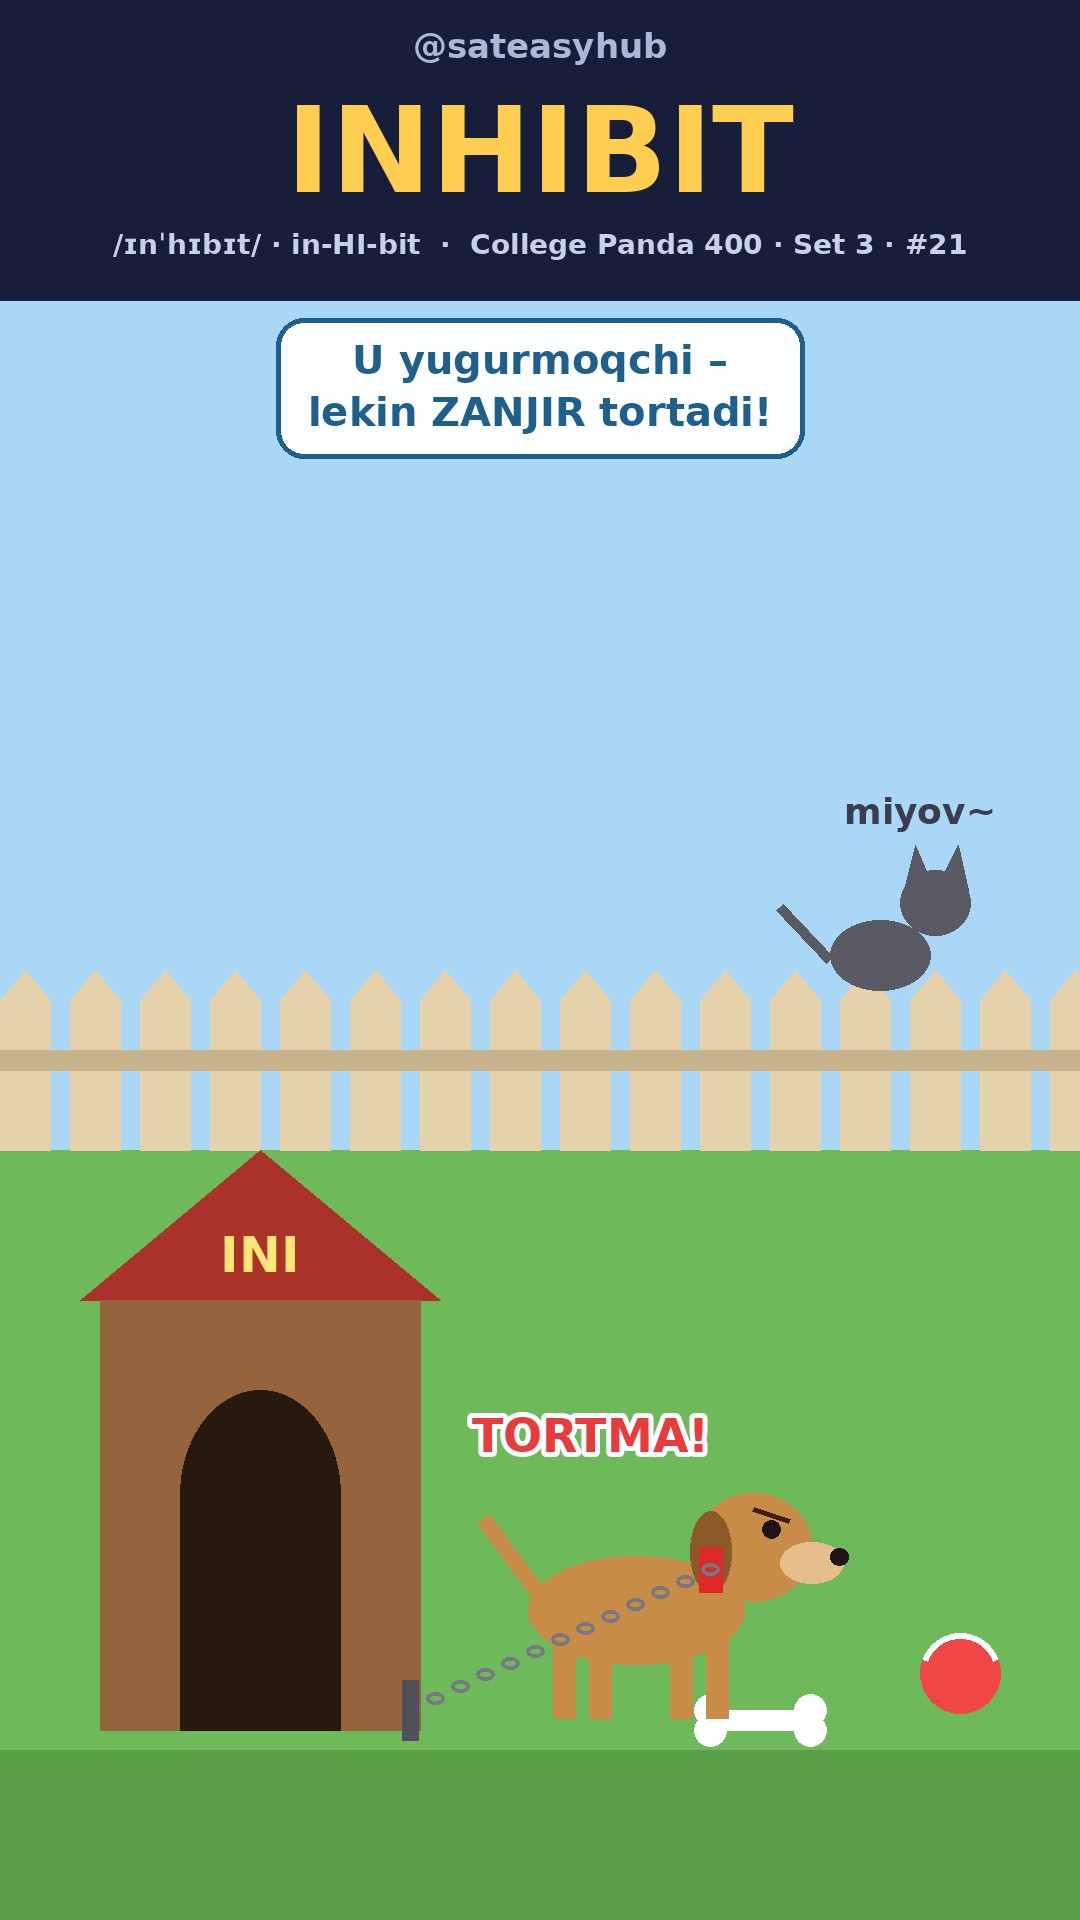 @sateasyhub
INHIBIT
/ɪnˈhɪbɪt/ · in-HI-bit · College Panda 400 · Set 3 · #21
U yugurmoqchi –
lekin ZANJIR tortadi!
miyov~
INI
TORTMA!